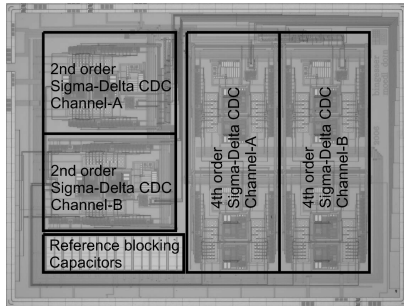 2nd order
Sigma-Delta CDC
Channel-A
2nd order
Sigma-Delta CDC
Channel-B
Reference blocking
Capacitors
4th order
Sigma-Delta CDC
Channel-A
4th order
Sigma-Delta CDC
Channel-B